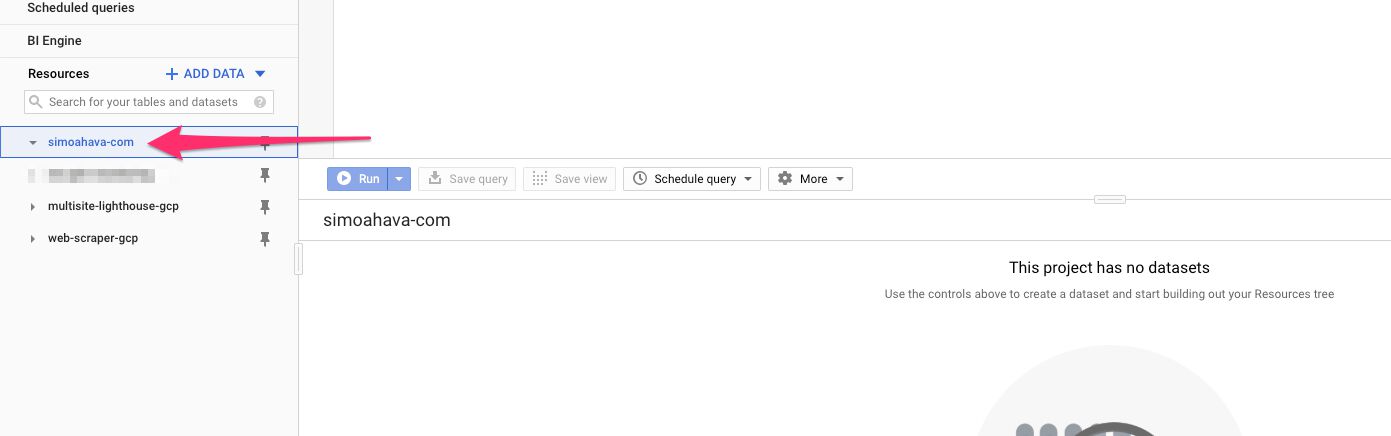 Scheduled queries
BI Engine
Resources
ADD DATA
Search for your tables and datasets
?
simoahava-com
multisite-lighthouse-gcp
web-scraper-gcp
Run
Save query
Save view
Schedule query
More
simoahava-com
This project has no datasets
Use the controls above to create a dataset and start building out your Resources tree